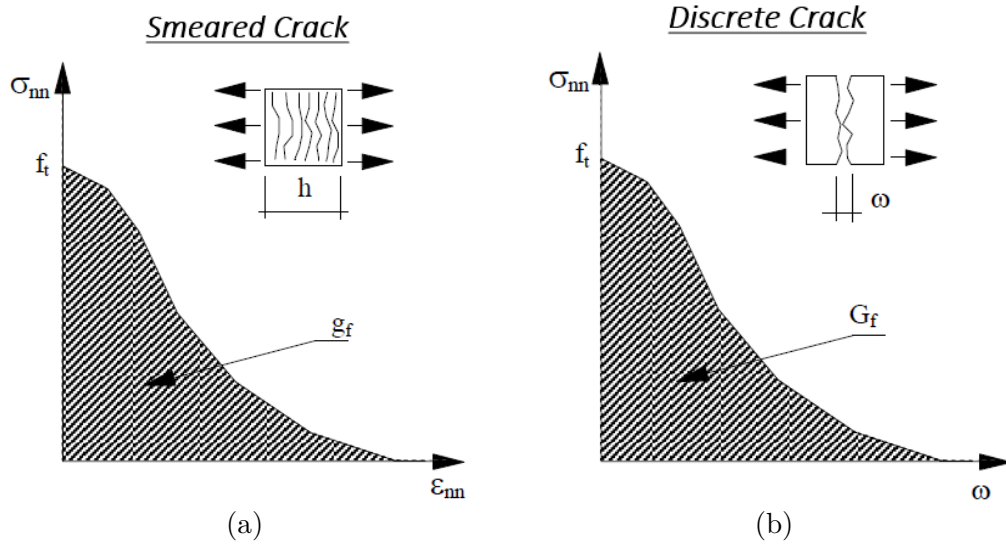 Smeared Crack
σnn
ft
h
gf
εnn
(a)
Discrete Crack
σnn
ft
ω
Gf
ω
(b)